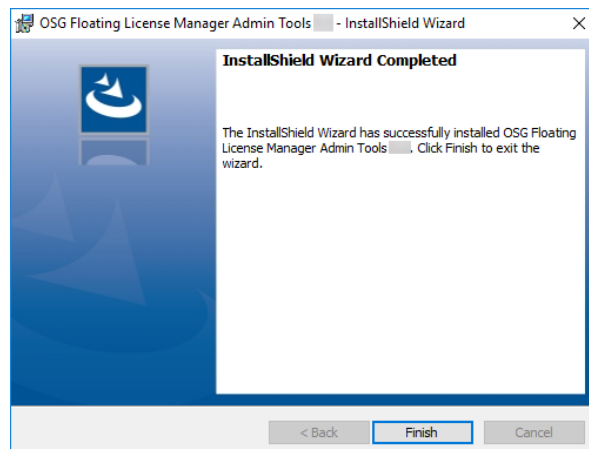 OSG Floating License Manager Admin Tools - InstallShield Wizard
InstallShield Wizard Completed
The InstallShield Wizard has successfully installed OSG Floating
License Manager Admin Tools . Click Finish to exit the
wizard.
< Back Finish Cancel